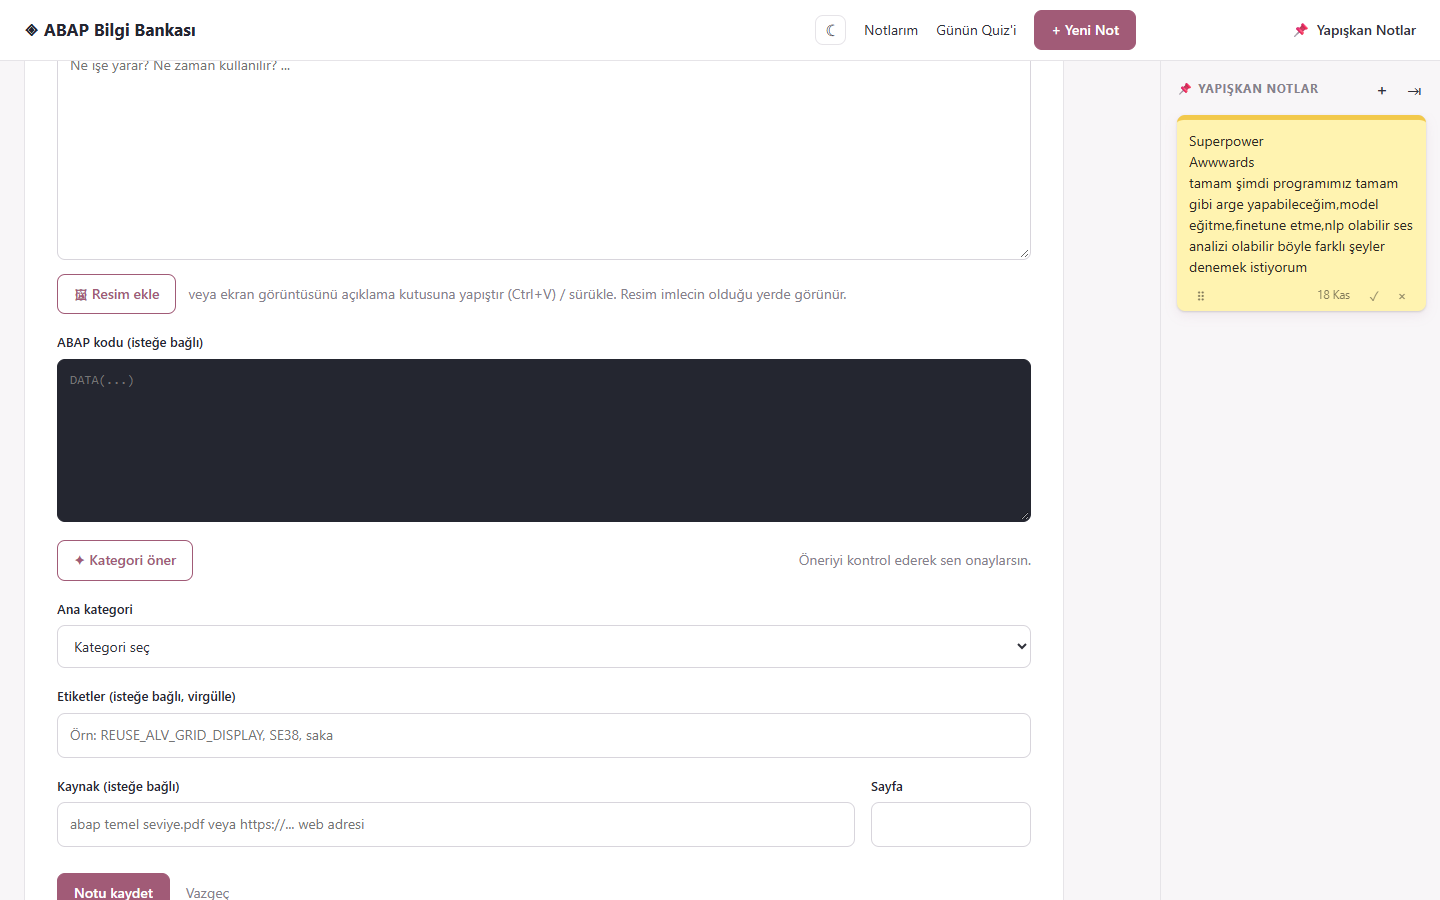 ◈ ABAP Bilgi Bankası
☾
Notlarım
Günün Quiz'i
+ Yeni Not
📌 Yapışkan Notlar
Ne işe yarar? Ne zaman kullanılır? ...
🖼 Resim ekle
veya ekran görüntüsünü açıklama kutusuna yapıştır (Ctrl+V) / sürükle. Resim imlecin olduğu yerde görünür.
ABAP kodu (isteğe bağlı)
DATA(...)
✦ Kategori öner
Öneriyi kontrol ederek sen onaylarsın.
Ana kategori
Kategori seç
Etiketler (isteğe bağlı, virgülle)
Örn: REUSE_ALV_GRID_DISPLAY, SE38, saka
Kaynak (isteğe bağlı)
Sayfa
abap temel seviye.pdf veya https://... web adresi
Notu kaydet
Vazgeç
📌 YAPIŞKAN NOTLAR
+ ⇥
Superpower
Awwwards
tamam şimdi programımız tamam
gibi arge yapabileceğim,model
eğitme,finetune etme,nlp olabilir ses
analizi olabilir böyle farklı şeyler
denemek istiyorum
⠿ 18 Kas ✓ ×